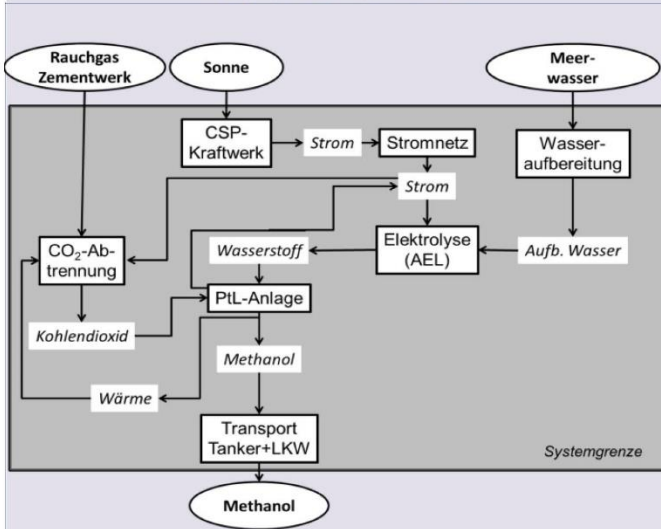 Rauchgas
Zementwerk
Sonne
Meer-
wasser
CSP-
Kraftwerk
Strom
Stromnetz
Wasser-
aufbereitung
Strom
CO₂-Ab-
trennung
Wasserstoff
Elektrolyse
(AEL)
Aufb. Wasser
PtL-Anlage
Kohlendioxid
Methanol
Wärme
Transport
Tanker+LKW
Systemgrenze
Methanol